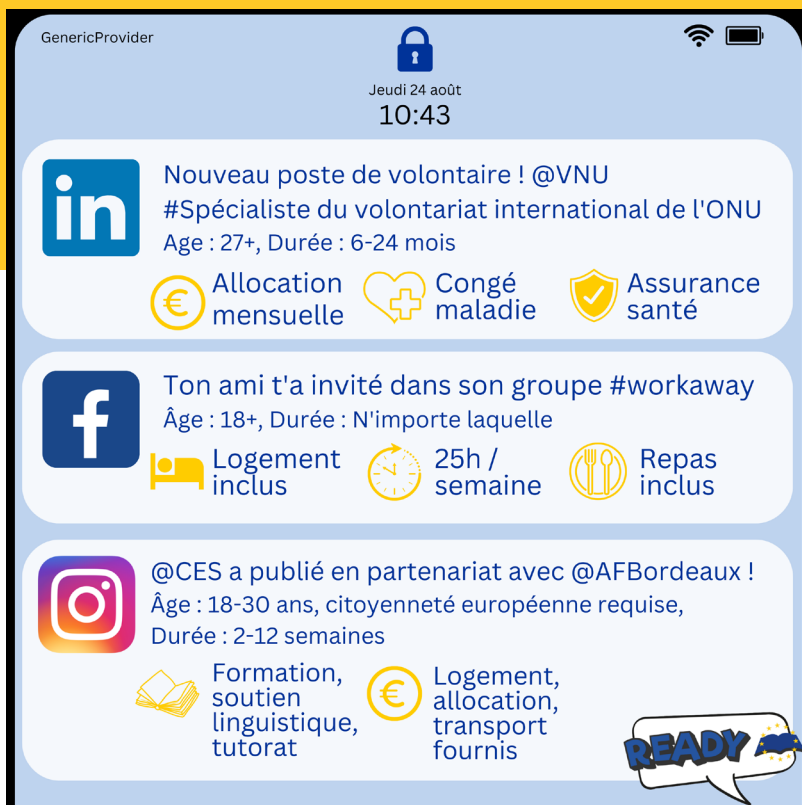 GenericProvider
Jeudi 24 août
10:43
in
Nouveau poste de volontaire ! @VNU
#Spécialiste du volontariat international de l'ONU
Age : 27+, Durée : 6-24 mois
Allocation
mensuelle
Congé
maladie
Assurance
santé
f
Ton ami t'a invité dans son groupe #workaway
Âge : 18+, Durée : N'importe laquelle
Logement
inclus
25h /
semaine
Repas
inclus
@CES a publié en partenariat avec @AFBordeaux !
Âge : 18-30 ans, citoyenneté européenne requise,
Durée : 2-12 semaines
Formation,
soutien
linguistique,
tutorat
€
Logement,
allocation,
transport
fournis
READY